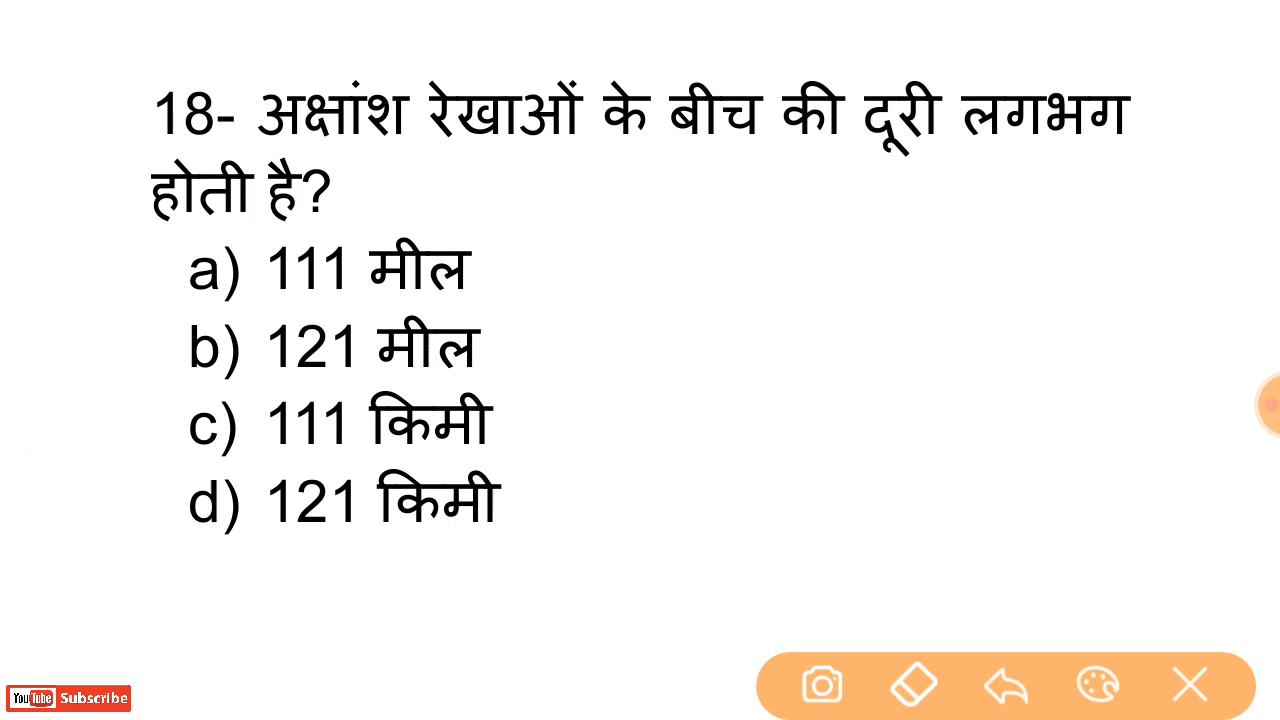 18- अक्षांश रेखाओं के बीच की दूरी लगभग
होती है?
a) 111 मील
b) 121 मील
c) 111 किमी
d) 121 किमी
YouTube Subscribe